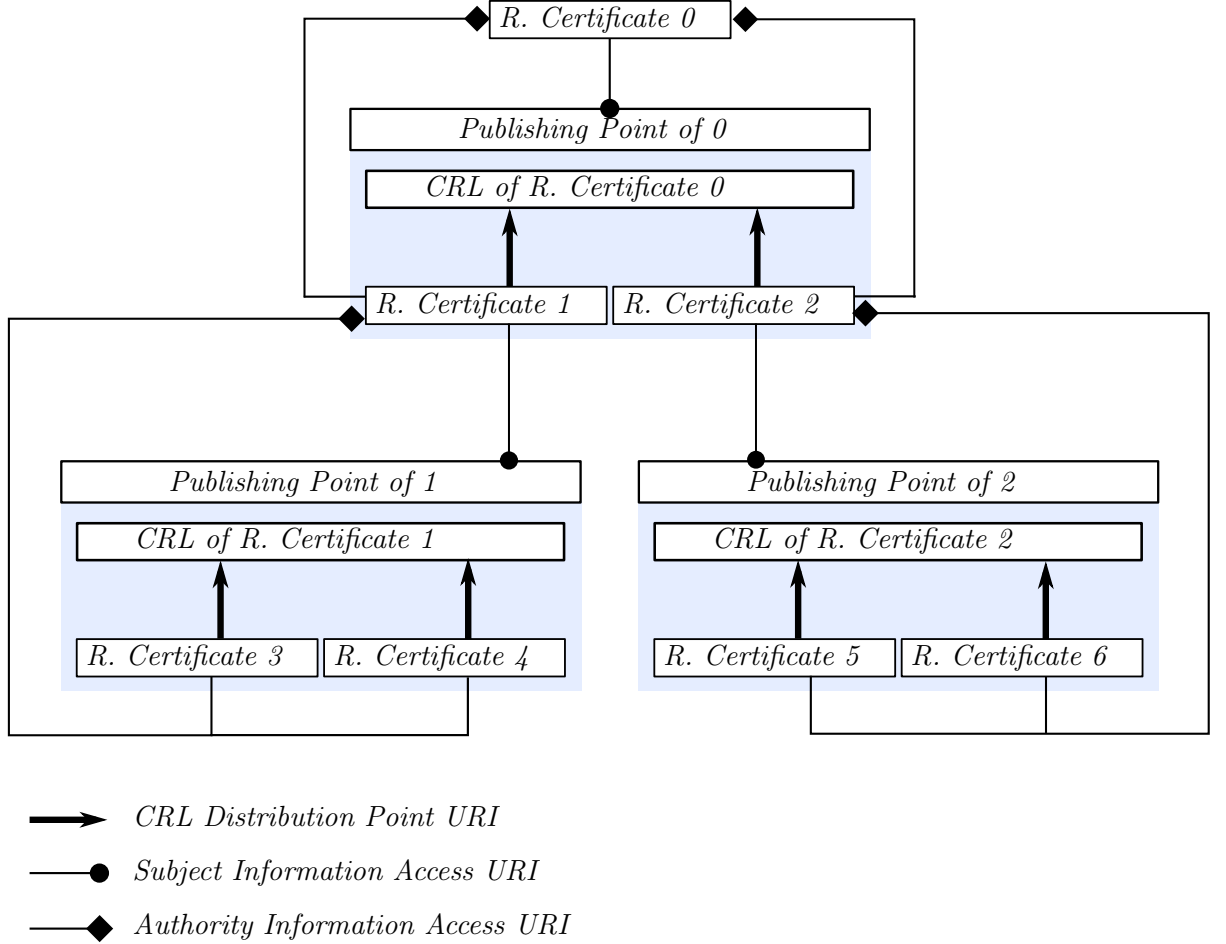 R. Certificate 0
Publishing Point of 0
CRL of R. Certificate 0
R. Certificate 1
R. Certificate 2
Publishing Point of 1
Publishing Point of 2
CRL of R. Certificate 1
CRL of R. Certificate 2
R. Certificate 3
R. Certificate 4
R. Certificate 5
R. Certificate 6
CRL Distribution Point URI
Subject Information Access URI
Authority Information Access URI